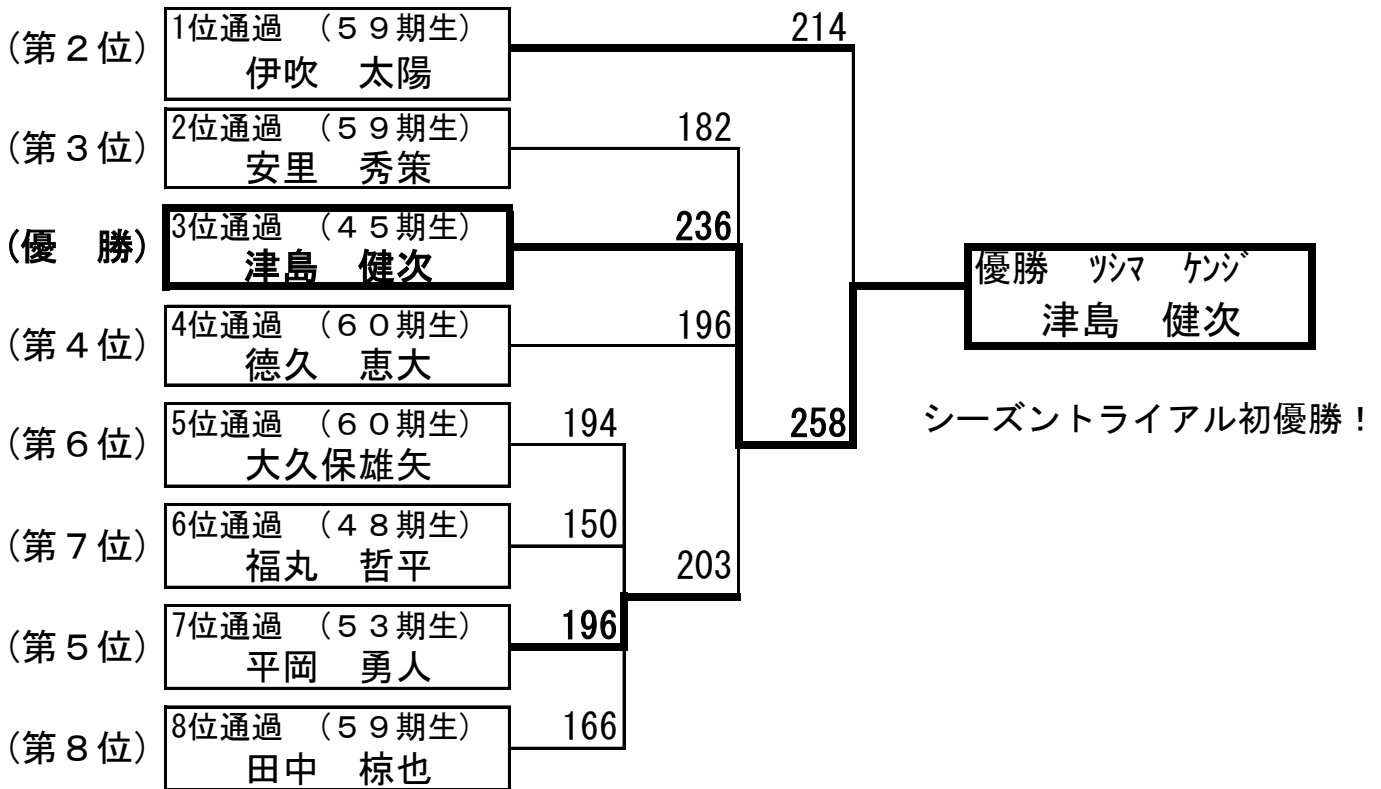 (第２位)
1位通過　(５９期生)
伊吹　太陽
214
(第３位)
2位通過　(５９期生)
安里　秀策
182
(優　勝)
3位通過　(４５期生)
津島　健次
236
(第４位)
4位通過　(６０期生)
德久　恵大
196
(第６位)
5位通過　(６０期生)
大久保雄矢
194
(第７位)
6位通過　(４８期生)
福丸　哲平
150
(第５位)
7位通過　(５３期生)
平岡　勇人
196
(第８位)
8位通過　(５９期生)
田中　椋也
166
203
258
優勝　ﾂｼﾏ　ｹﾝｼﾞ
津島　健次
シーズントライアル初優勝！